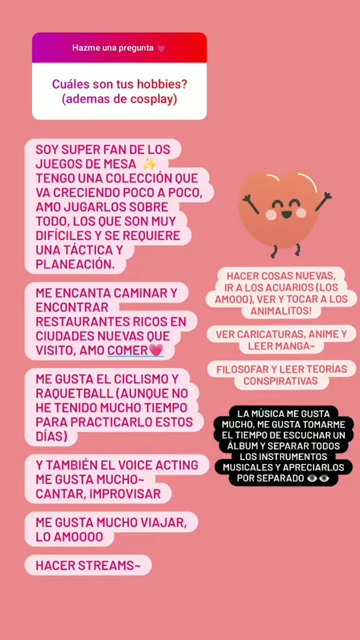 Hazme una pregunta 💗
Cuáles son tus hobbies?
(ademas de cosplay)
SOY SUPER FAN DE LOS
JUEGOS DE MESA ✨
TENGO UNA COLECCIÓN QUE
VA CRECIENDO POCO A POCO,
AMO JUGARLOS SOBRE
TODO, LOS QUE SON MUY
DIFÍCILES Y SE REQUIERE
UNA TÁCTICA Y
PLANEACIÓN.
ME ENCANTA CAMINAR Y
ENCONTRAR
RESTAURANTES RICOS EN
CIUDADES NUEVAS QUE
VISITO, AMO COMER💗
ME GUSTA EL CICLISMO Y
RAQUETBALL (AUNQUE NO
HE TENIDO MUCHO TIEMPO
PARA PRACTICARLO ESTOS
DÍAS)
Y TAMBIÉN EL VOICE ACTING
ME GUSTA MUCHO~
CANTAR, IMPROVISAR
ME GUSTA MUCHO VIAJAR,
LO AMOOOO
HACER STREAMS~
HACER COSAS NUEVAS,
IR A LOS ACUARIOS (LOS
AMOOO), VER Y TOCAR A LOS
ANIMALITOS!
VER CARICATURAS, ANIME Y
LEER MANGA~
FILOSOFAR Y LEER TEORÍAS
CONSPIRATIVAS
LA MÚSICA ME GUSTA
MUCHO, ME GUSTA TOMARME
EL TIEMPO DE ESCUCHAR UN
ÁLBUM Y SEPARAR TODOS
LOS INSTRUMENTOS
MUSICALES Y APRECIARLOS
POR SEPARADO 👁👁